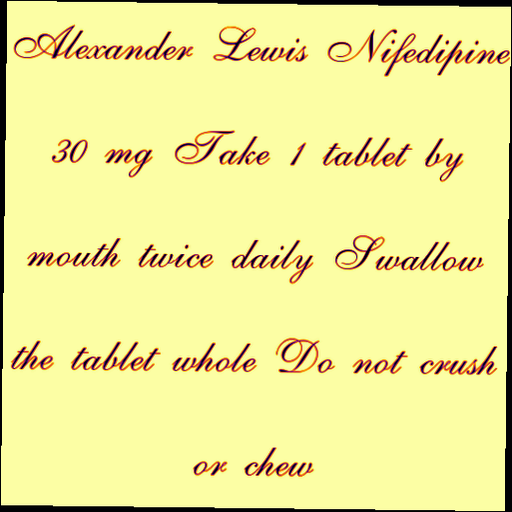 Alexander Lewis Nifedipine
30 mg Take 1 tablet by
mouth twice daily Swallow
the tablet whole Do not crush
or chew